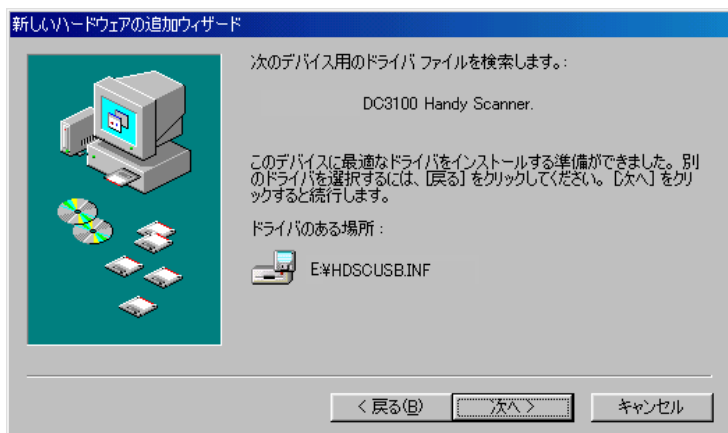 新しいハードウェアの追加ウィザード
次のデバイス用のドライバ ファイルを検索します。:
DC3100 Handy Scanner.
このデバイスに最適なドライバをインストールする準備ができました。別
のドライバを選択するには、[戻る] をクリックしてください。[次へ] をクリ
ックすると続行します。
ドライバのある場所 :
E:¥HDSCUSB.INF
< 戻る(B)
次へ >
キャンセル